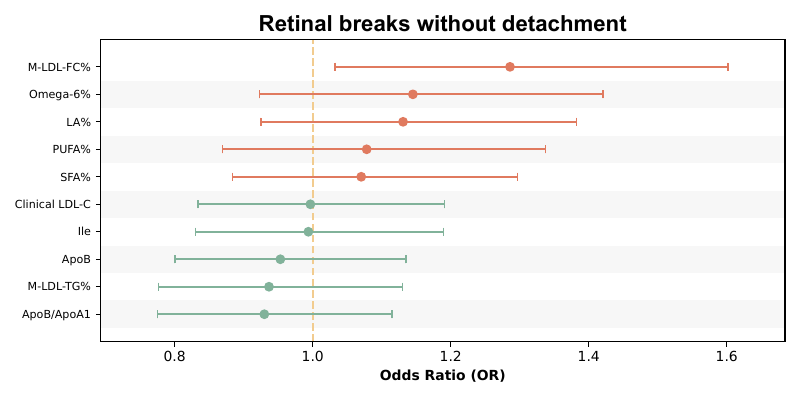 Retinal breaks without detachment
M-LDL-FC%
Omega-6%
LA%
PUFA%
SFA%
Clinical LDL-C
Ile
ApoB
M-LDL-TG%
ApoB/ApoA1
0.8 1.0 1.2 1.4 1.6
Odds Ratio (OR)